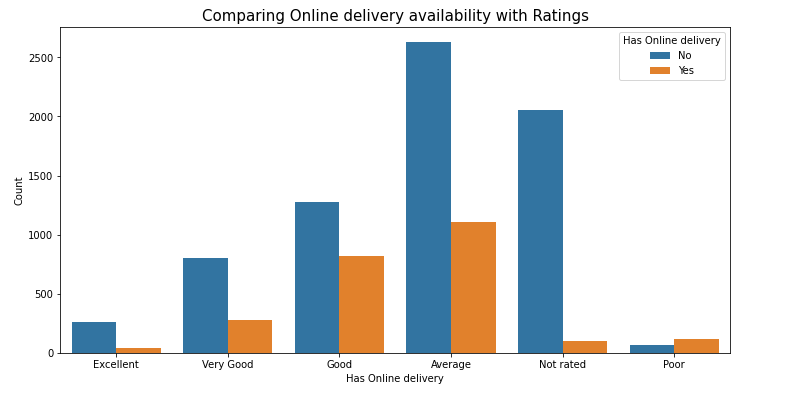 Comparing Online delivery availability with Ratings
Has Online delivery
No
Yes
Count
2500
2000
1500
1000
500
0
Excellent Very Good Good Average Not rated Poor
Has Online delivery